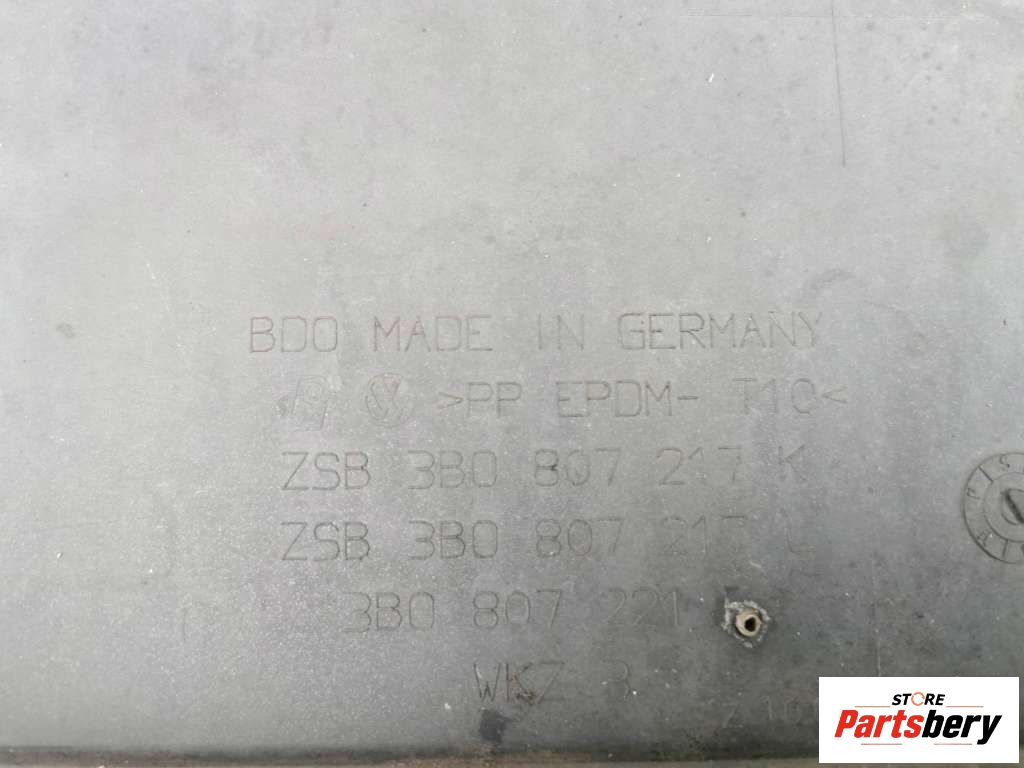 BDO MADE IN GERMANY
>PP EPDM- T10<
ZSB 3B0 807 217 K
ZSB 3B0 807 217 L
3B0 807 221
WKZ 3
STORE
Partsbery